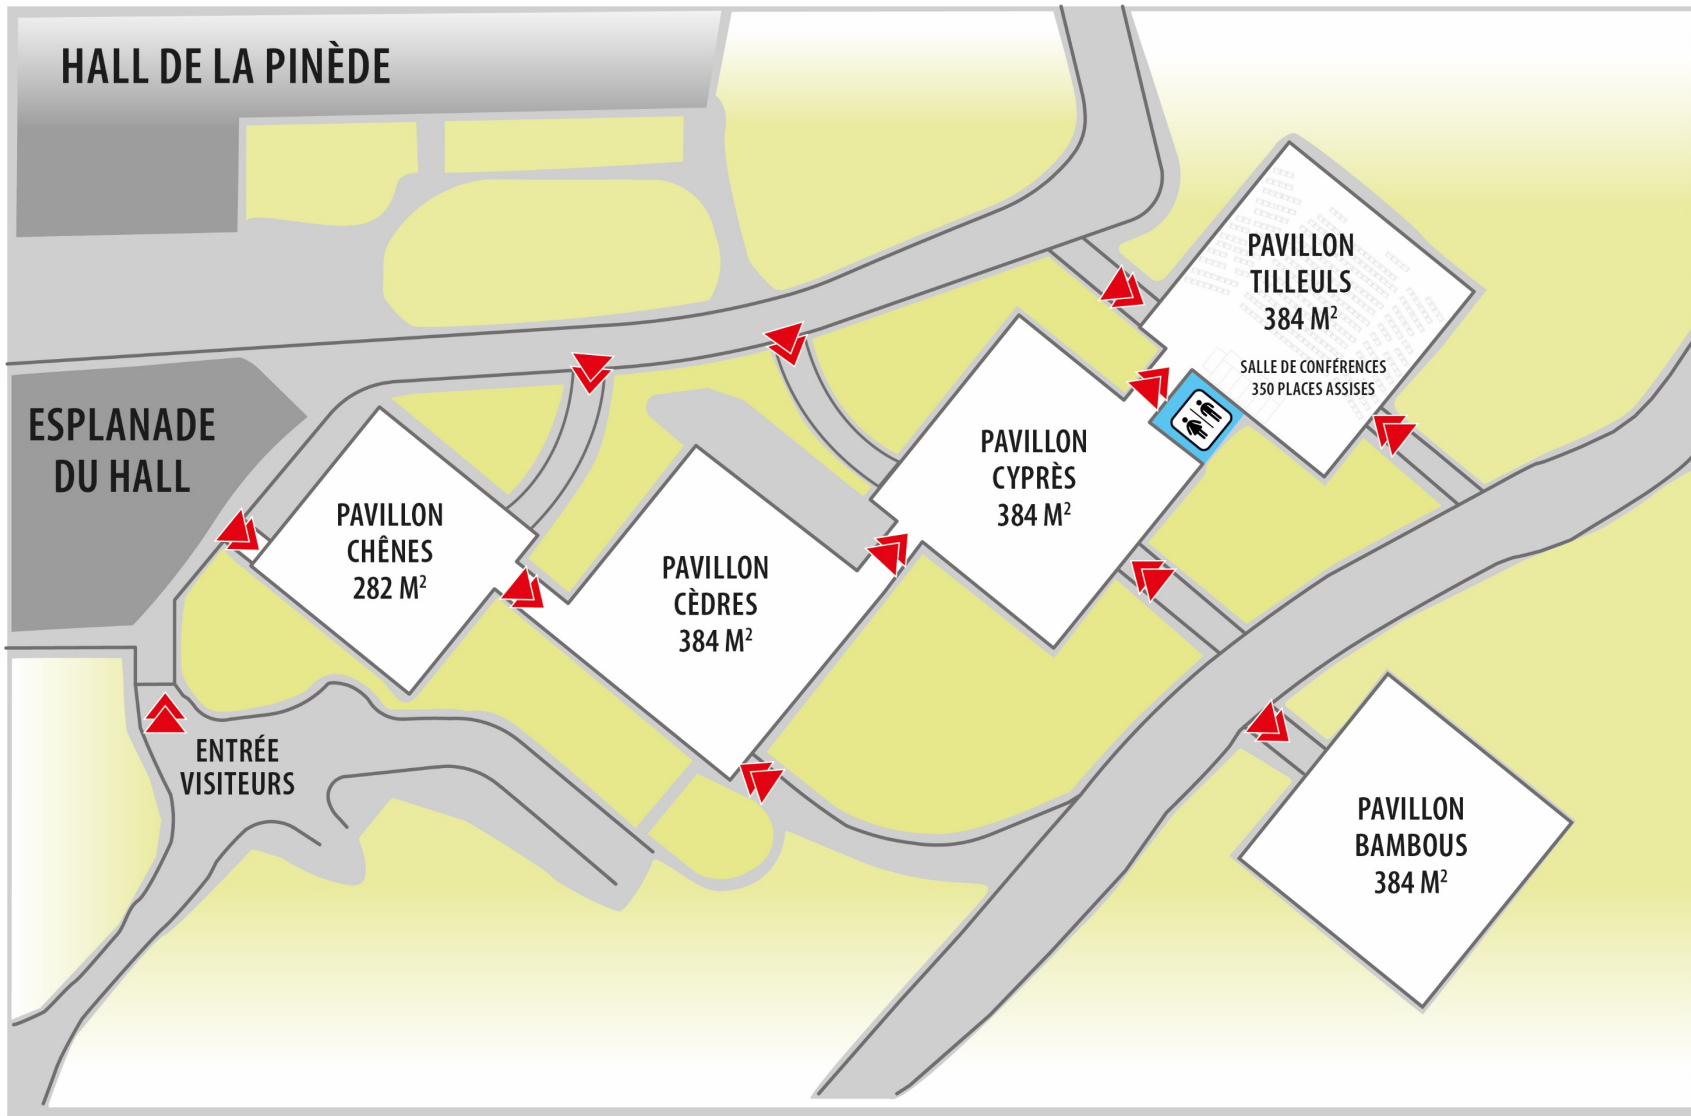 HALL DE LA PINÈDE
ESPLANADE
DU HALL
PAVILLON
CHÊNES
282 M²
PAVILLON
CÈDRES
384 M²
PAVILLON
CYPRÈS
384 M²
PAVILLON
TILLEULS
384 M²
SALLE DE CONFÉRENCES
350 PLACES ASSISES
ENTRÉE
VISITEURS
PAVILLON
BAMBOUS
384 M²